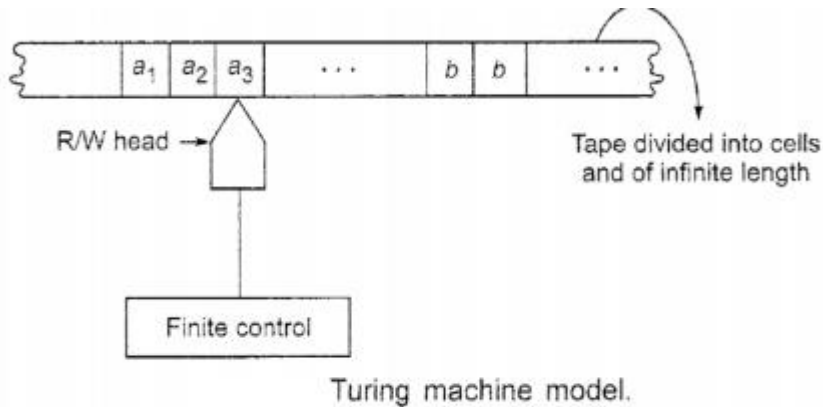 a₁ a₂ a₃ ... b b ...
R/W head
Tape divided into cells
and of infinite length
Finite control
Turing machine model.